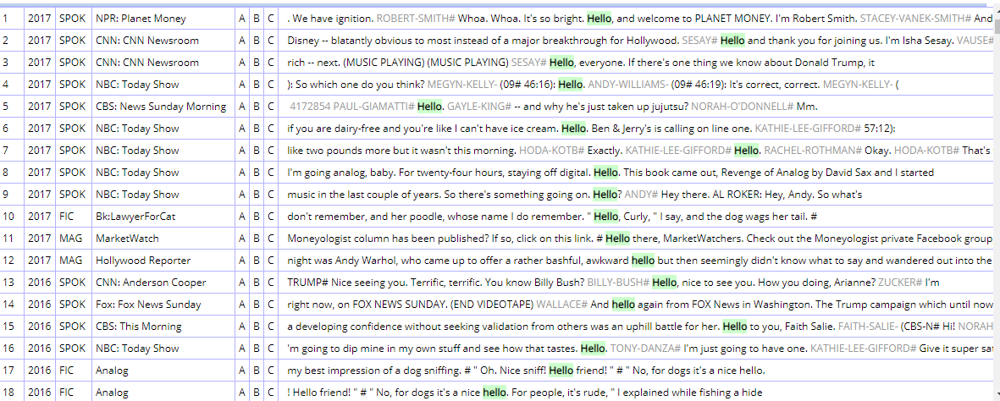 1 2017 SPOK NPR: Planet Money A B C . We have ignition. ROBERT-SMITH# Whoa. Whoa. It's so bright. Hello, and welcome to PLANET MONEY. I'm Robert Smith. STACEY-VANEK-SMITH# And
2 2017 SPOK CNN: CNN Newsroom A B C Disney -- blatantly obvious to most instead of a major breakthrough for Hollywood. SESAY# Hello and thank you for joining us. I'm Isha Sesay. VAUSE#
3 2017 SPOK CNN: CNN Newsroom A B C rich -- next. (MUSIC PLAYING) (MUSIC PLAYING) SESAY# Hello, everyone. If there's one thing we know about Donald Trump, it
4 2017 SPOK NBC: Today Show A B C ): So which one do you think? MEGYN-KELLY- (09# 46:16): Hello. ANDY-WILLIAMS- (09# 46:19): It's correct, correct. MEGYN-KELLY- (
5 2017 SPOK CBS: News Sunday Morning A B C 4172854 PAUL-GIAMATTI# Hello. GAYLE-KING# -- and why he's just taken up jujutsu? NORAH-O'DONNELL# Mm.
6 2017 SPOK NBC: Today Show A B C if you are dairy-free and you're like I can't have ice cream. Hello. Ben & Jerry's is calling on line one. KATHIE-LEE-GIFFORD# 57:12):
7 2017 SPOK NBC: Today Show A B C like two pounds more but it wasn't this morning. HODA-KOTB# Exactly. KATHIE-LEE-GIFFORD# Hello. RACHEL-ROTHMAN# Okay. HODA-KOTB# That's
8 2017 SPOK NBC: Today Show A B C I'm going analog, baby. For twenty-four hours, staying off digital. Hello. This book came out, Revenge of Analog by David Sax and I started
9 2017 SPOK NBC: Today Show A B C music in the last couple of years. So there's something going on. Hello? ANDY# Hey there. AL ROKER: Hey, Andy. So what's
10 2017 FIC Bk:LawyerForCat A B C don't remember, and her poodle, whose name I do remember. " Hello, Curly, " I say, and the dog wags her tail. #
11 2017 MAG MarketWatch A B C Moneyologist column has been published? If so, click on this link. # Hello there, MarketWatchers. Check out the Moneyologist private Facebook group
12 2017 MAG Hollywood Reporter A B C night was Andy Warhol, who came up to offer a rather bashful, awkward hello but then seemingly didn't know what to say and wandered out into the
13 2016 SPOK CNN: Anderson Cooper A B C TRUMP# Nice seeing you. Terrific, terrific. You know Billy Bush? BILLY-BUSH# Hello, nice to see you. How you doing, Arianne? ZUCKER# I'm
14 2016 SPOK Fox: Fox News Sunday A B C right now, on FOX NEWS SUNDAY. (END VIDEOTAPE) WALLACE# And hello again from FOX News in Washington. The Trump campaign which until now
15 2016 SPOK CBS: This Morning A B C a developing confidence without seeking validation from others was an uphill battle for her. Hello to you, Faith Salie. FAITH-SALIE- (CBS-N# Hi! NORAH
16 2016 SPOK NBC: Today Show A B C 'm going to dip mine in my own stuff and see how that tastes. Hello. TONY-DANZA# I'm just going to have one. KATHIE-LEE-GIFFORD# Give it super
17 2016 FIC Analog A B C my best impression of a dog sniffing. # " Oh. Nice sniff! Hello friend! " # " No, for dogs it's a nice hello.
18 2016 FIC Analog A B C ! Hello friend! " # " No, for dogs it's a nice hello. For people, it's rude, " I explained while fishing a hide